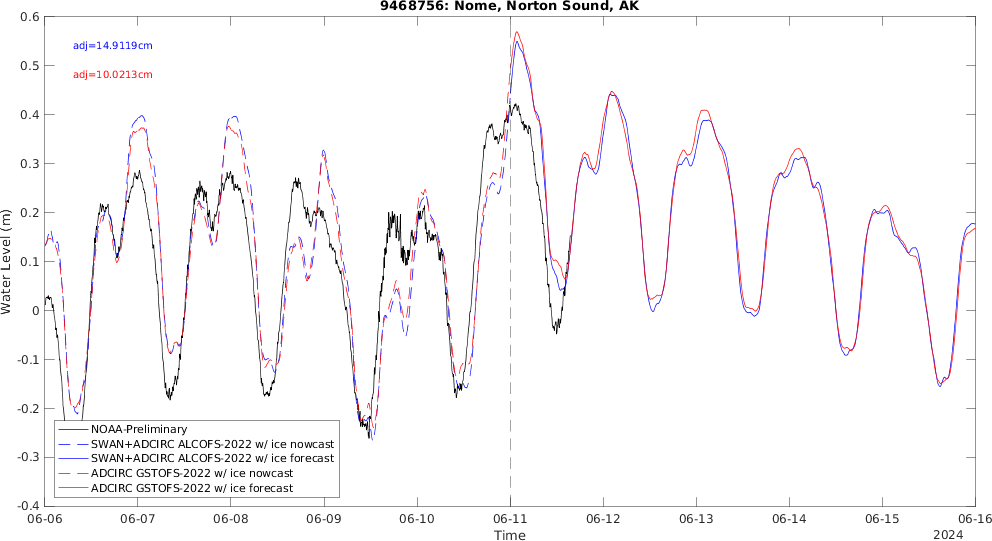 9468756: Nome, Norton Sound, AK
0.6
adj=14.9119cm
0.5
adj=10.0213cm
0.4
0.3
0.2
Water Level (m)
0.1
0
-0.1
-0.2
NOAA-Preliminary
SWAN+ADCIRC ALCOFS-2022 w/ ice nowcast
-0.3
SWAN+ADCIRC ALCOFS-2022 w/ ice forecast
ADCIRC GSTOFS-2022 w/ ice nowcast
ADCIRC GSTOFS-2022 w/ ice forecast
-0.4
06-06 06-07 06-08 06-09 06-10 06-11 06-12 06-13 06-14 06-15 06-16
Time
2024